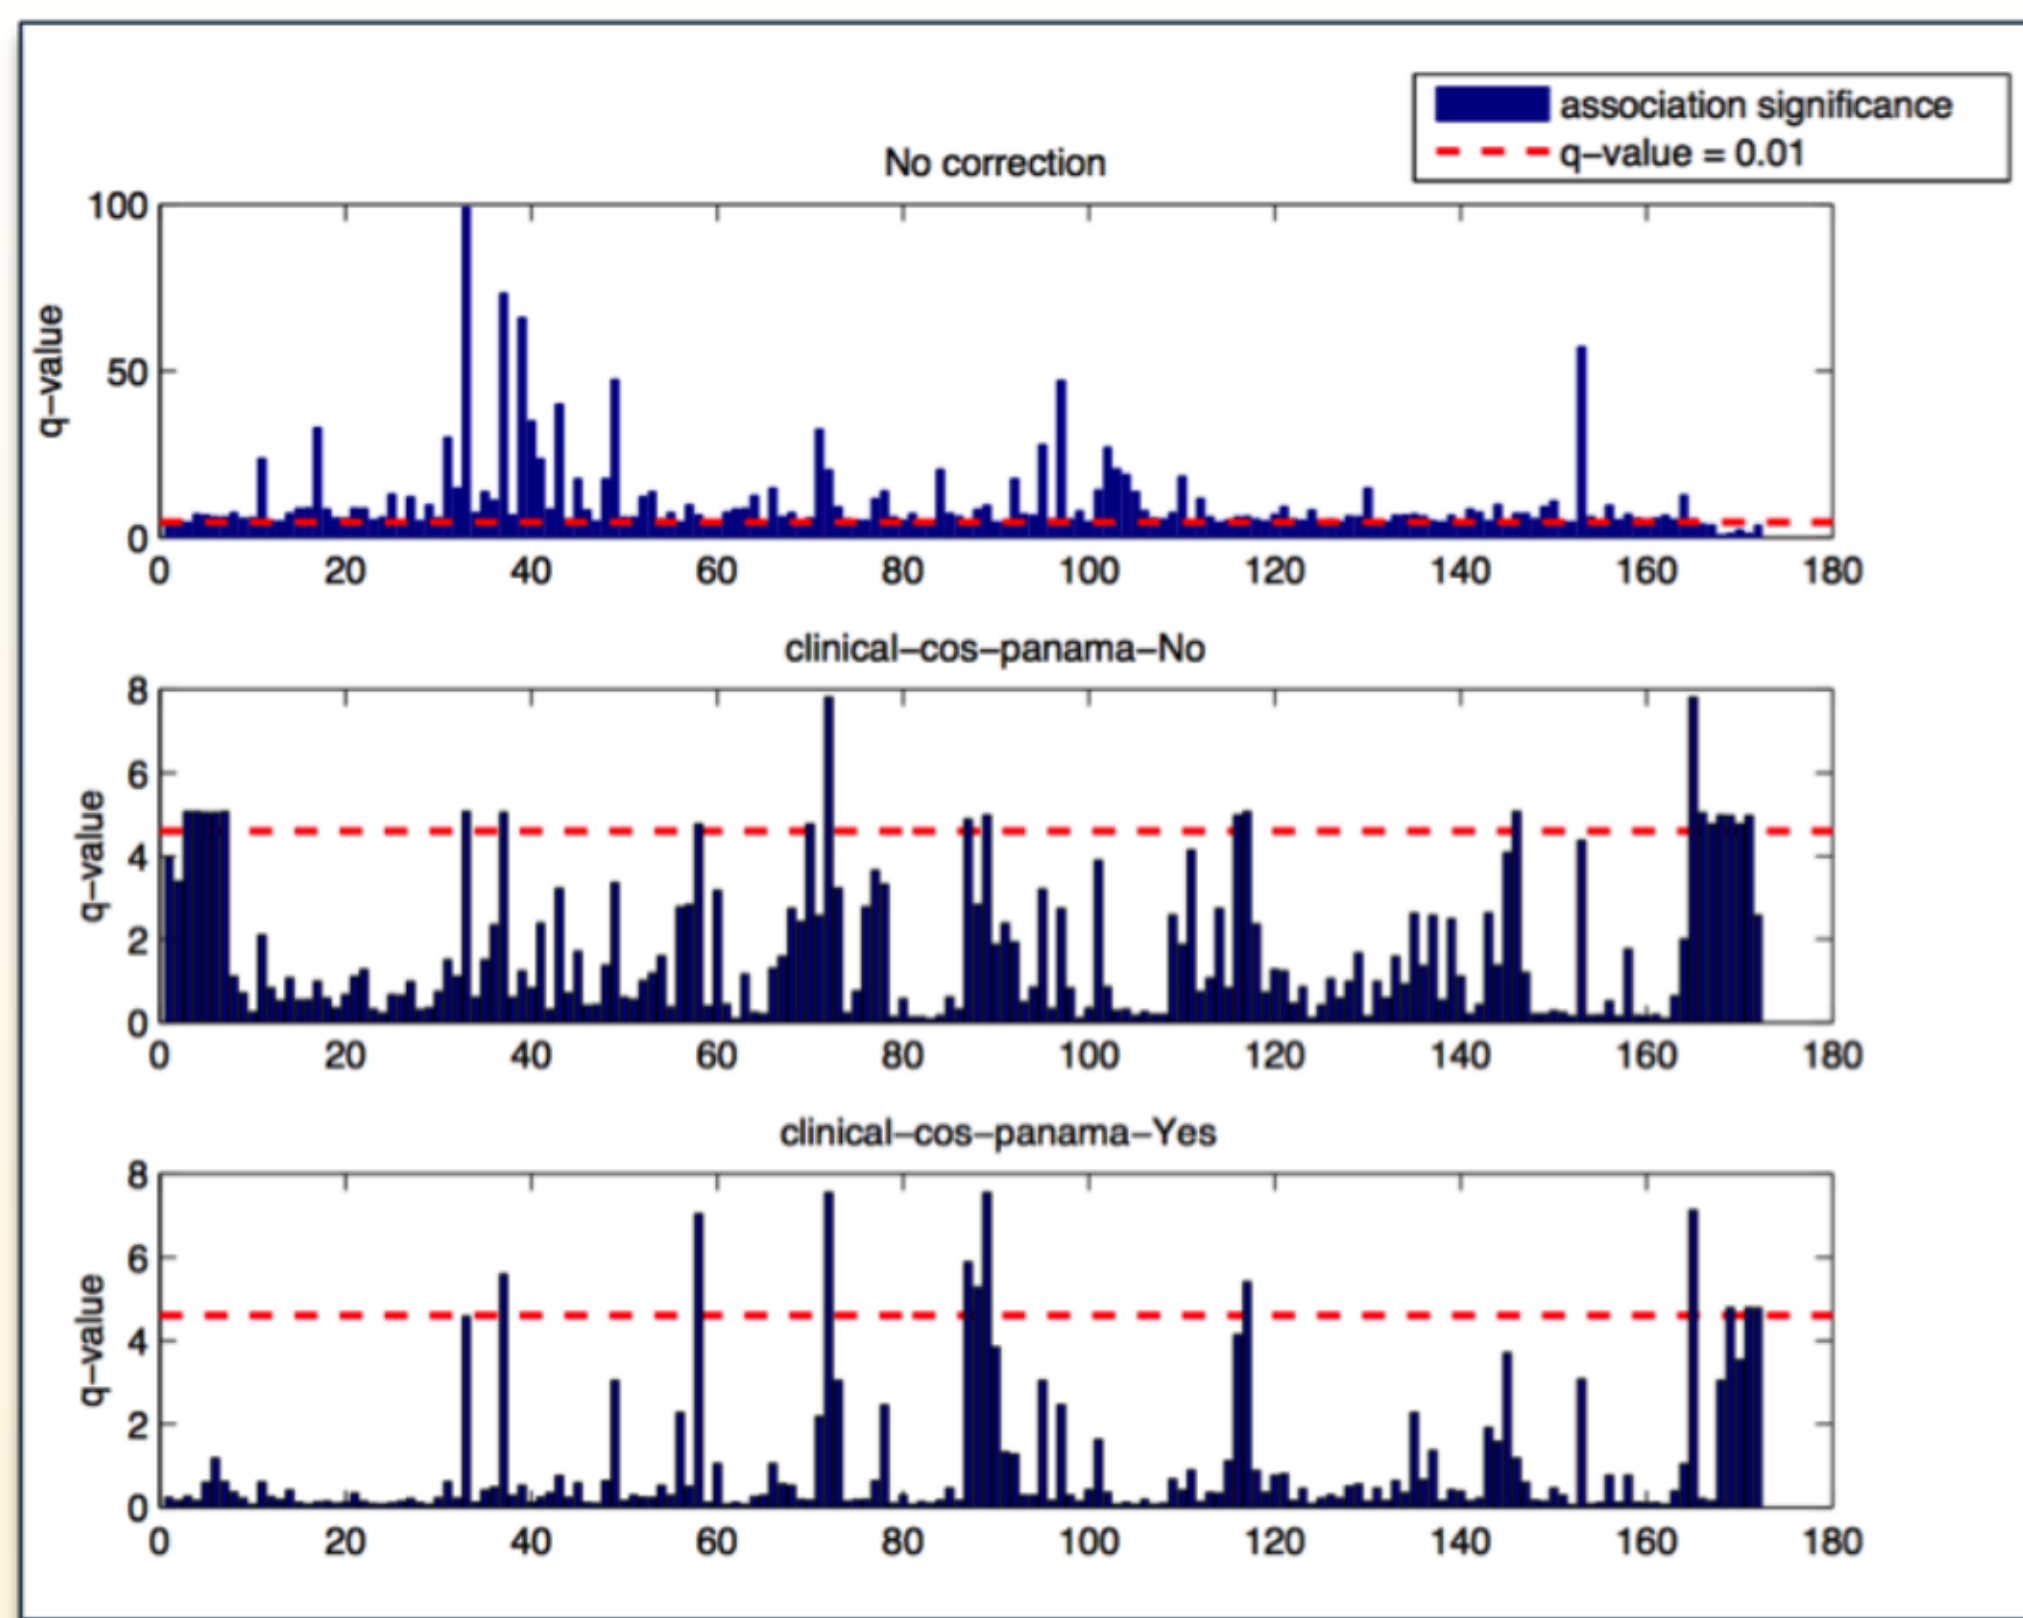 association significance
q-value = 0.01
No correction
q-value
100
50
0
0 20 40 60 80 100 120 140 160 180
clinical-cos-panama-No
q-value
8
6
4
2
0
0 20 40 60 80 100 120 140 160 180
clinical-cos-panama-Yes
q-value
8
6
4
2
0
0 20 40 60 80 100 120 140 160 180